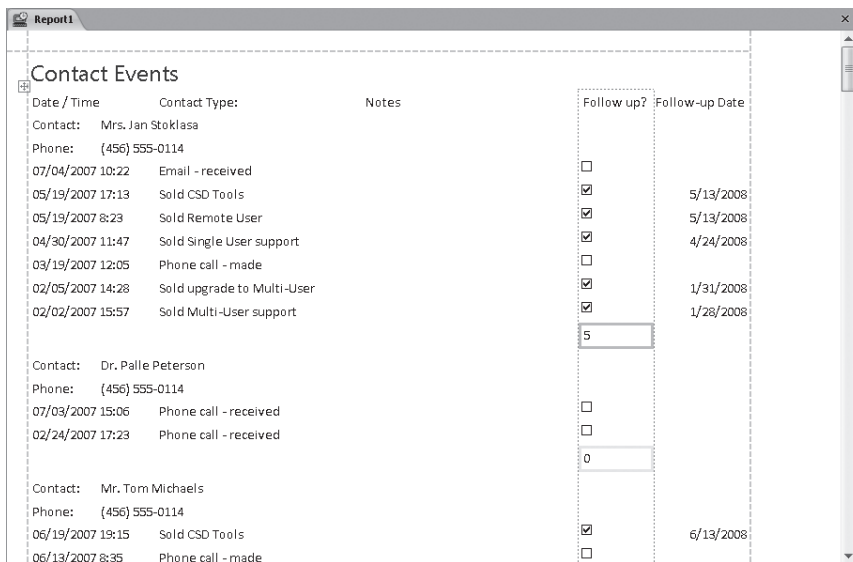 Report1
Contact Events
Date / Time Contact Type: Notes Follow up? Follow-up Date
Contact: Mrs. Jan Stoklasa
Phone: (456) 555-0114
07/04/2007 10:22 Email - received
05/19/2007 17:13 Sold CSD Tools 5/13/2008
05/19/2007 8:23 Sold Remote User 5/13/2008
04/30/2007 11:47 Sold Single User support 4/24/2008
03/19/2007 12:05 Phone call - made
02/05/2007 14:28 Sold upgrade to Multi-User 1/31/2008
02/02/2007 15:57 Sold Multi-User support 1/28/2008
5
Contact: Dr. Palle Peterson
Phone: (456) 555-0114
07/03/2007 15:06 Phone call - received
02/24/2007 17:23 Phone call - received
0
Contact: Mr. Tom Michaels
Phone: (456) 555-0114
06/19/2007 19:15 Sold CSD Tools 6/13/2008
06/13/2007 8:35 Phone call - made